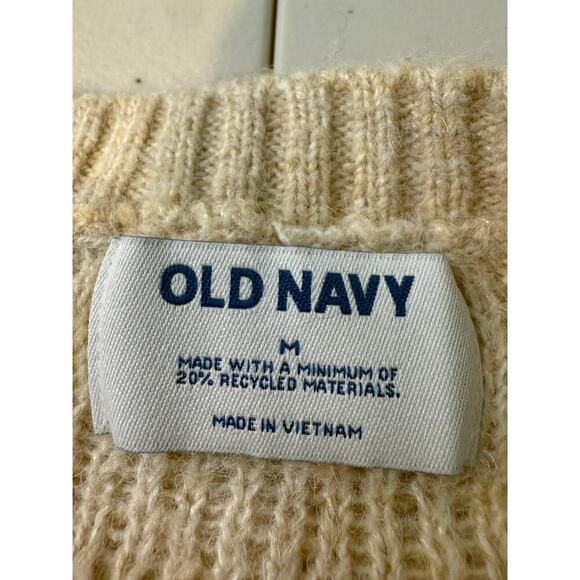 OLD NAVY
M
MADE WITH A MINIMUM OF
20% RECYCLED MATERIALS.
MADE IN VIETNAM